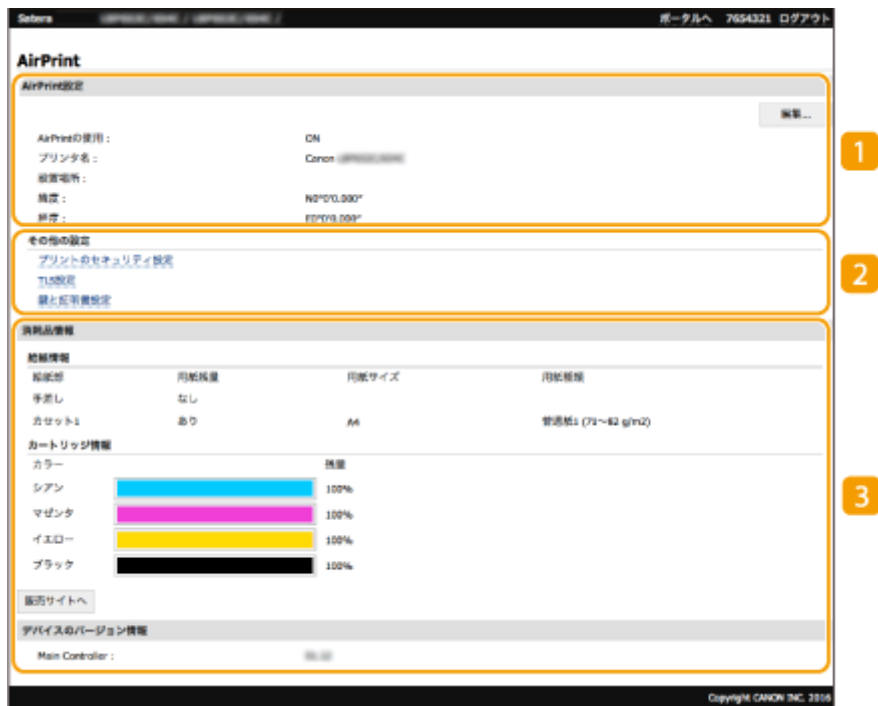 Satera
ポータルへ 7654321 ログアウト
AirPrint
AirPrint設定
編集...
AirPrintの使用： ON
プリンタ名： Canon
設置場所：
緯度： N0°0'0.000"
経度： E0°0'0.000"
1
その他の設定
プリントのセキュリティ設定
TLS設定
鍵と証明書設定
2
消耗品情報
給紙情報
給紙部 用紙残量 用紙サイズ 用紙種類
手差し なし
カセット1 あり A4 普通紙1 (71～82 g/m2)
カートリッジ情報
カラー 残量
シアン 100%
マゼンタ 100%
イエロー 100%
ブラック 100%
3
販売サイトへ
デバイスのバージョン情報
Main Controller :
Copyright CANON INC. 2016